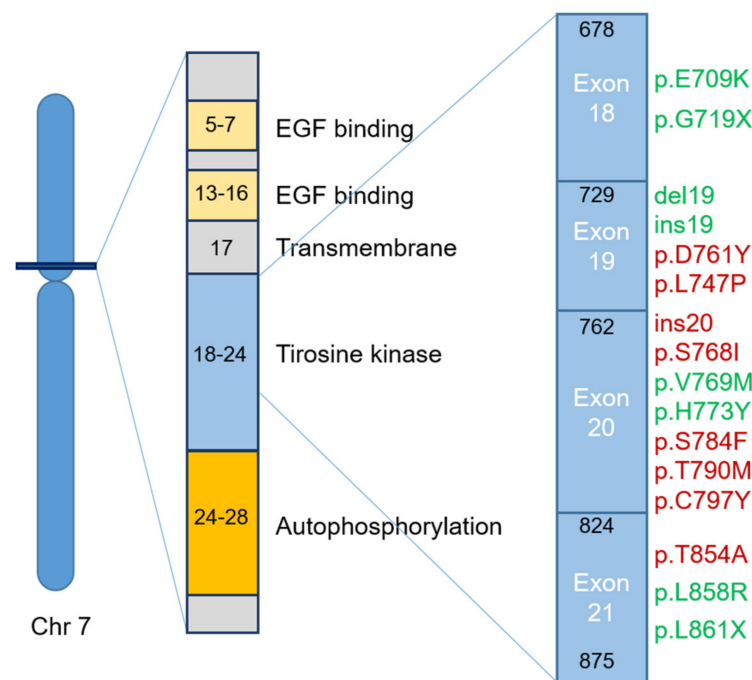 5-7
EGF binding
13-16
EGF binding
17
Transmembrane
18-24
Tirosine kinase
24-28
Autophosphorylation
Chr 7
678
Exon
18
p.E709K
p.G719X
729
Exon
19
del19
ins19
p.D761Y
p.L747P
762
Exon
20
ins20
p.S768I
p.V769M
p.H773Y
p.S784F
p.T790M
p.C797Y
824
Exon
21
875
p.T854A
p.L858R
p.L861X